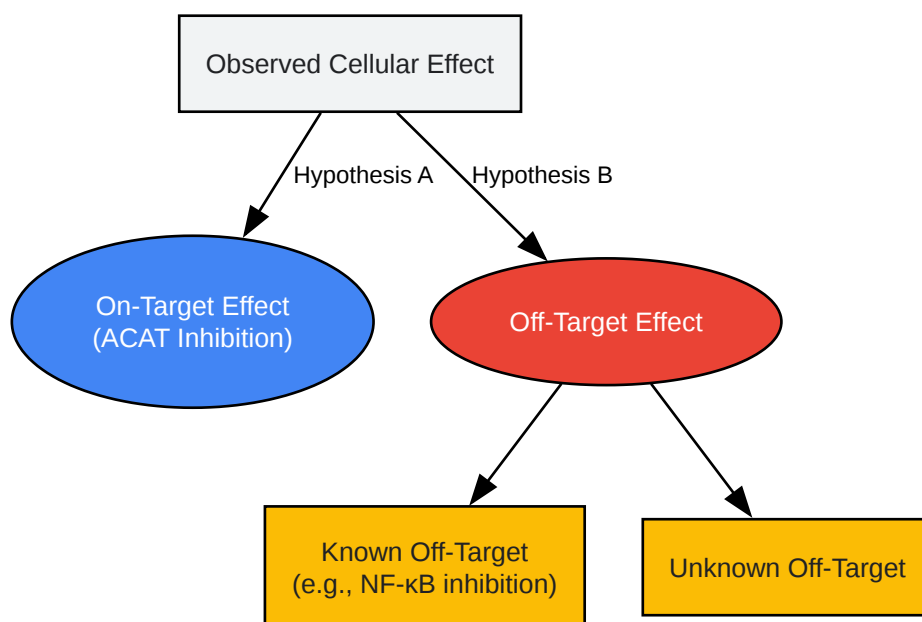 Observed Cellular Effect
Hypothesis A
Hypothesis B
On-Target Effect
(ACAT Inhibition)
Off-Target Effect
Known Off-Target
(e.g., NF-κB inhibition)
Unknown Off-Target